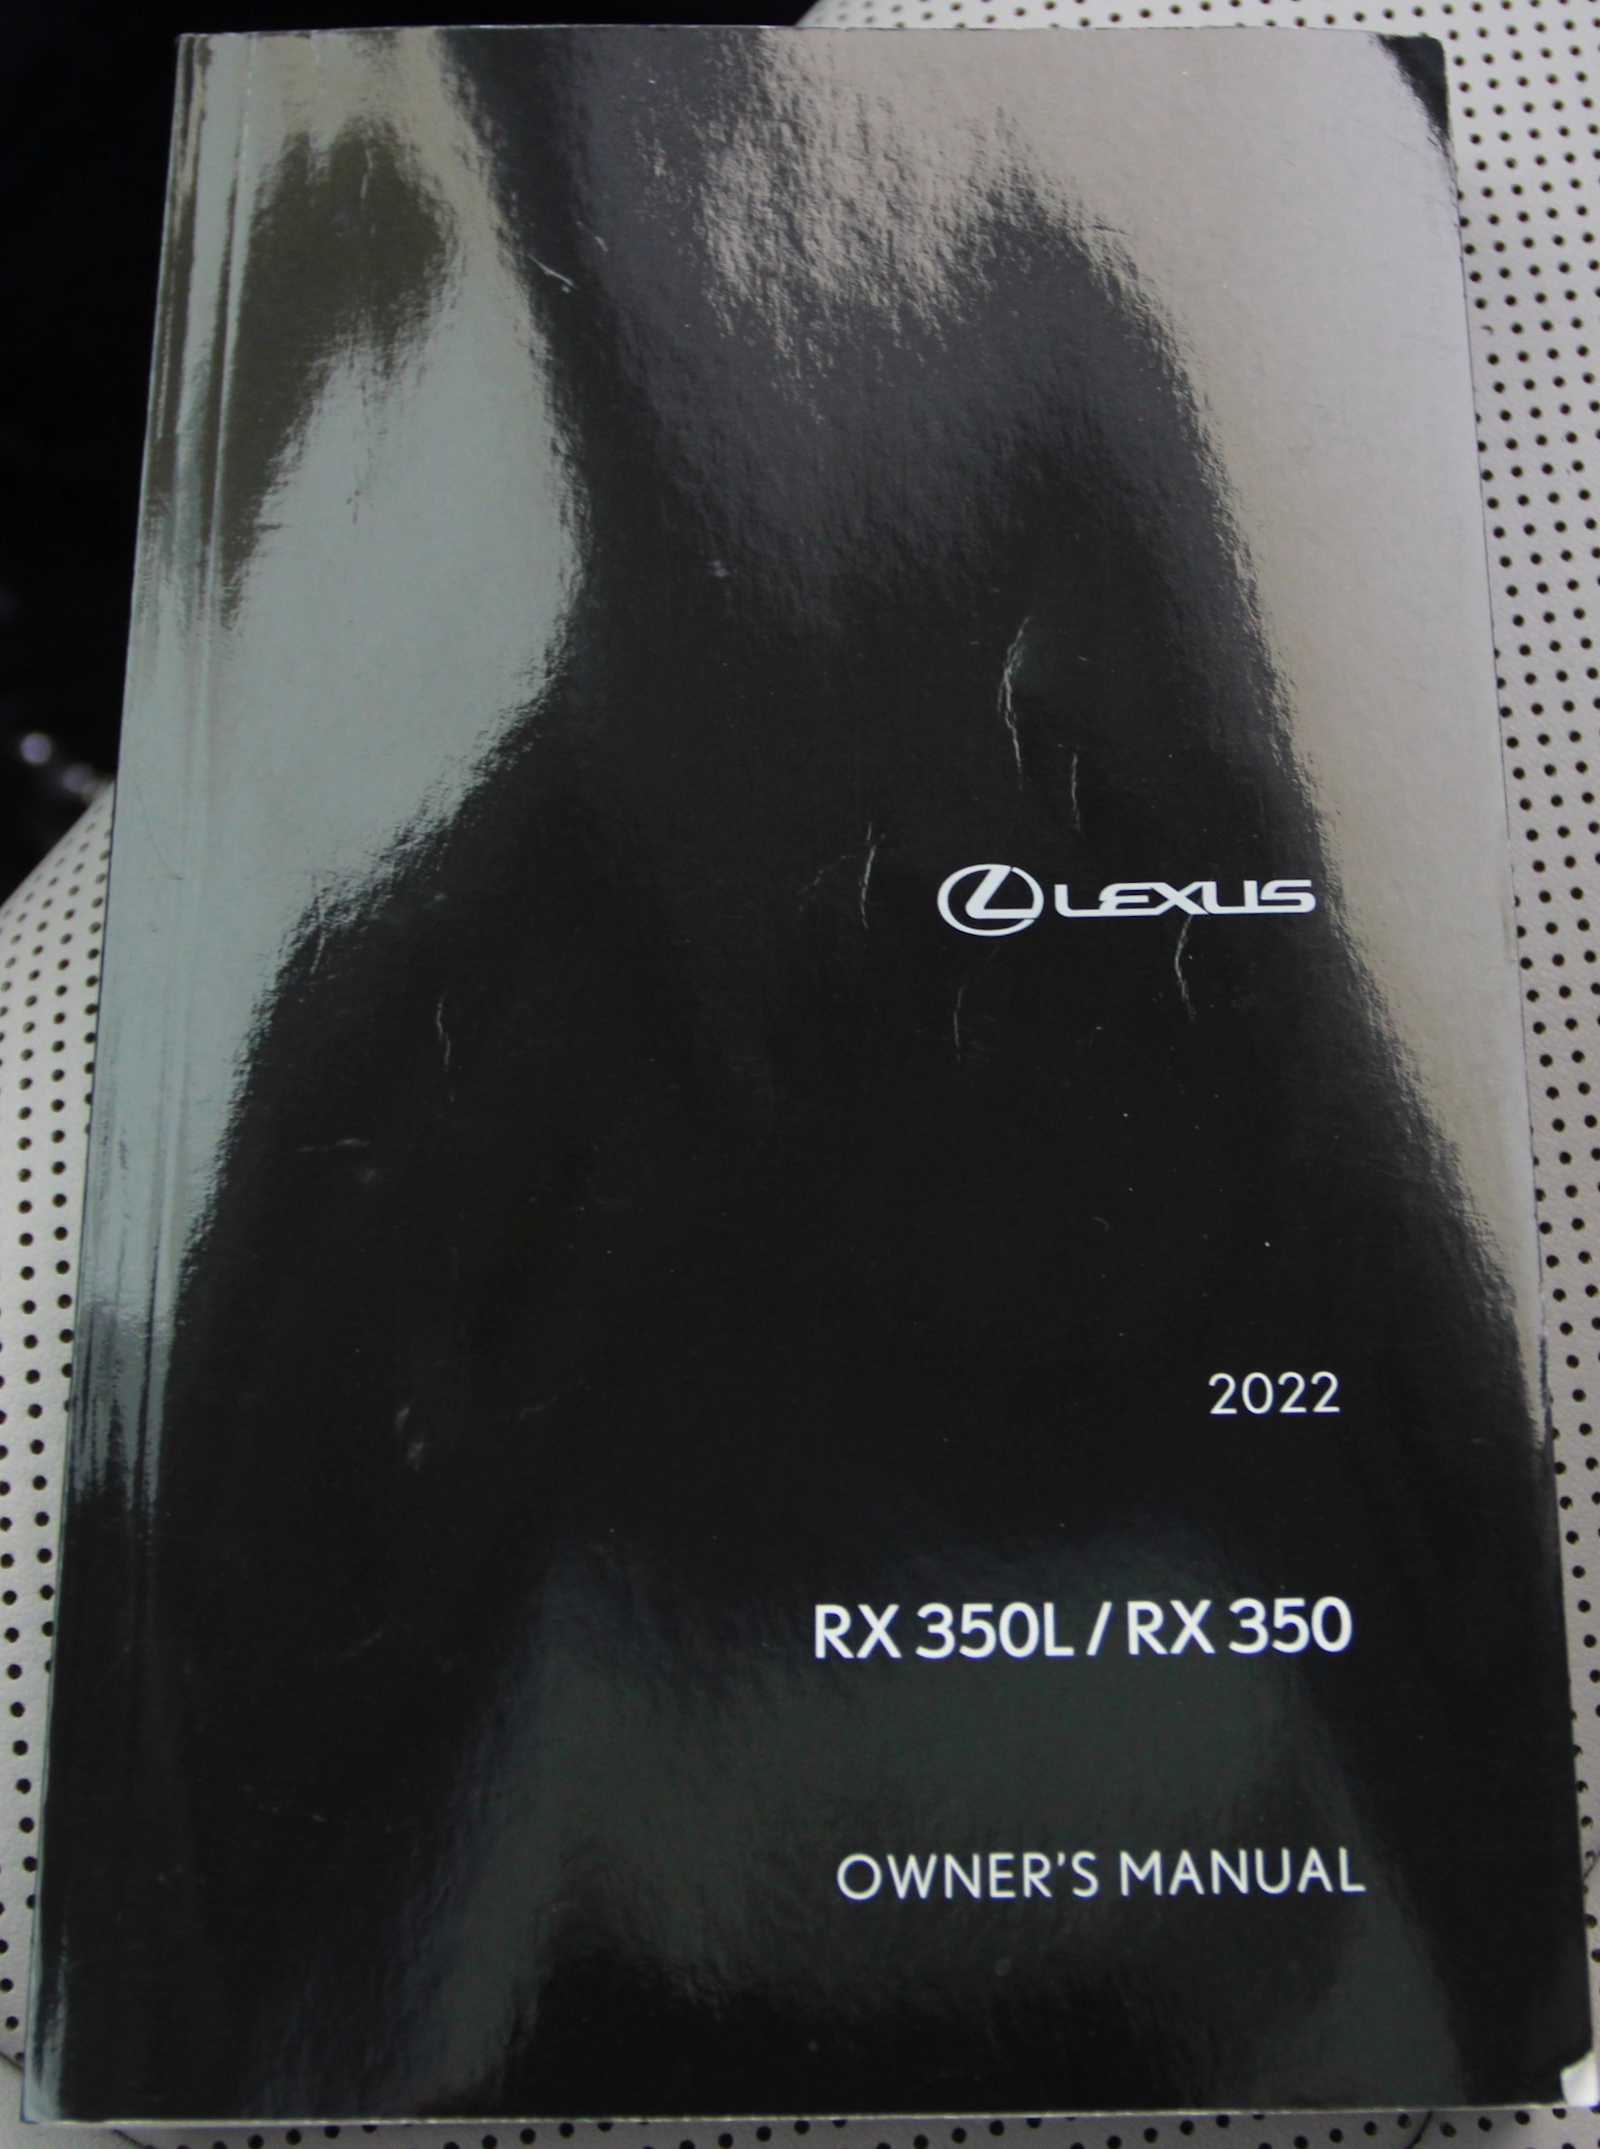 LEXUS
2022
RX 350L / RX 350
OWNER'S MANUAL